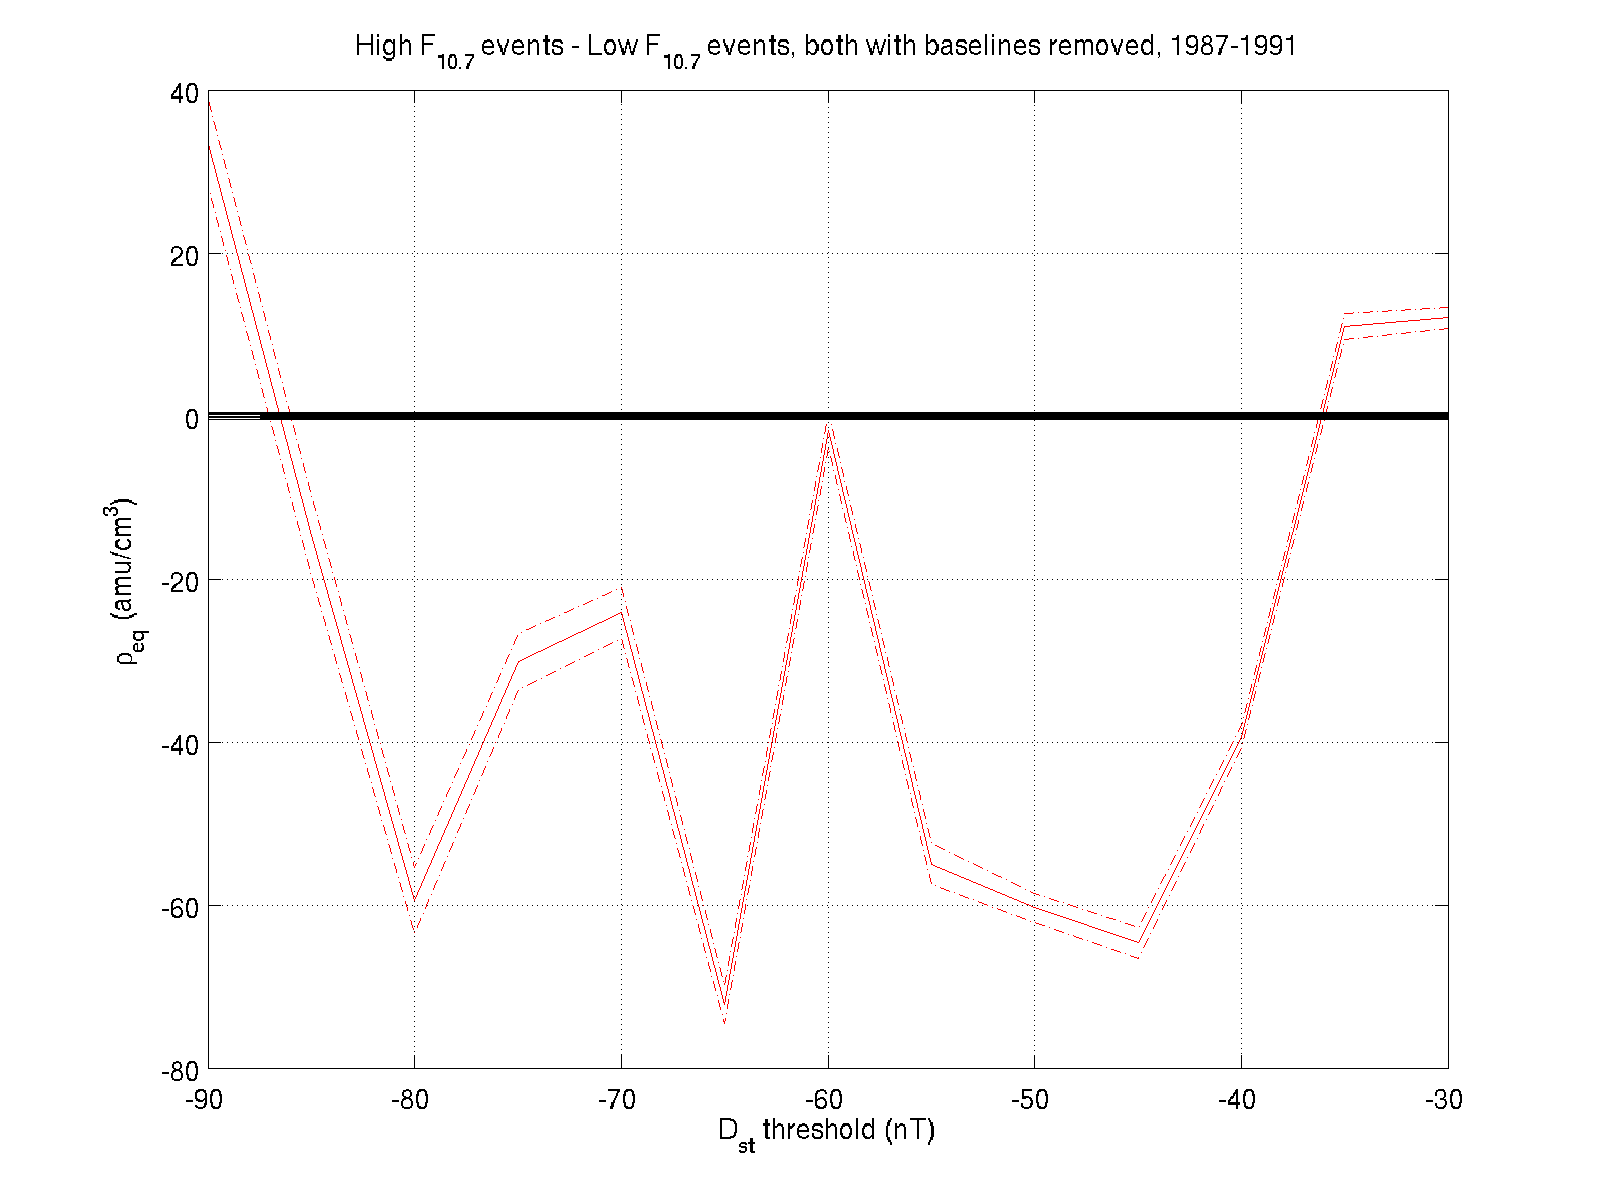 High F10.7 events - Low F10.7 events, both with baselines removed, 1987-1991
40
20
0
-20
-40
-60
-80
ρeq (amu/cm3)
-90 -80 -70 -60 -50 -40 -30
Dst threshold (nT)